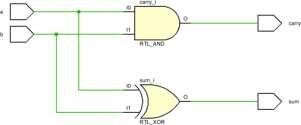 carry_i
a
I0
O
carry
b
I1
RTL_AND
sum_i
I0
O
sum
I1
RTL_XOR